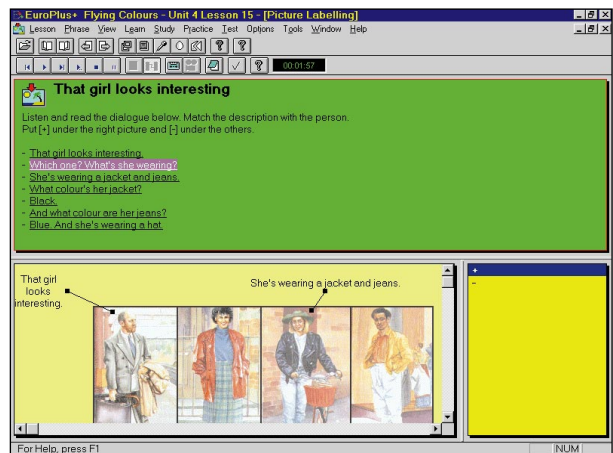 EuroPlus+ Flying Colours - Unit 4 Lesson 15 - [Picture Labelling]
Lesson Phrase View Learn Study Practice Test Options Tools Window Help
00:01:57
That girl looks interesting
Listen and read the dialogue below. Match the description with the person.
Put [+] under the right picture and [-] under the others.
- That girl looks interesting.
- Which one? What's she wearing?
- She's wearing a jacket and jeans.
- What colour's her jacket?
- Black.
- And what colour are her jeans?
- Blue. And she's wearing a hat.
That girl
looks
interesting.
She's wearing a jacket and jeans.
+
-
For Help, press F1
NUM